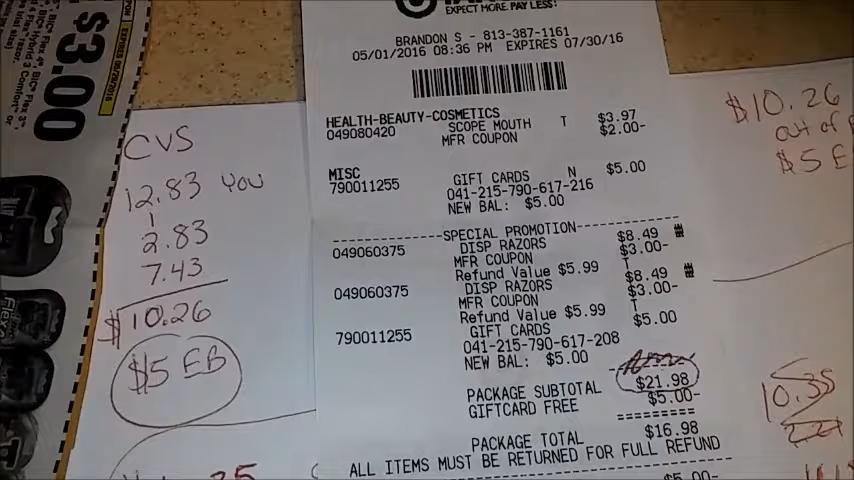 EXPECT MORE. PAY LESS.
BRANDON S - 813-387-1161
05/01/2016 08:36 PM EXPIRES 07/30/16
HEALTH-BEAUTY-COSMETICS
049080420 SCOPE MOUTH T $3.97
MFR COUPON $2.00-
MISC
790011255 GIFT CARDS N $5.00
041-215-790-617-216
NEW BAL: $5.00
SPECIAL PROMOTION
049060375 DISP RAZORS $8.49
MFR COUPON $3.00-
Refund Value $5.99 T
049060375 DISP RAZORS $8.49
MFR COUPON $3.00-
Refund Value $5.99 T
790011255 GIFT CARDS $5.00
041-215-790-617-208
NEW BAL: $5.00
PACKAGE SUBTOTAL $21.98
GIFTCARD FREE $5.00-
PACKAGE TOTAL $16.98
ALL ITEMS MUST BE RETURNED FOR FULL REFUND
$5.00-
CVS
12.83 YOU
2.83
7.43
$10.26
$5 EB
$10.26
out of
$5 E
10.35
$3.00
EXPIRES 06/26/2016